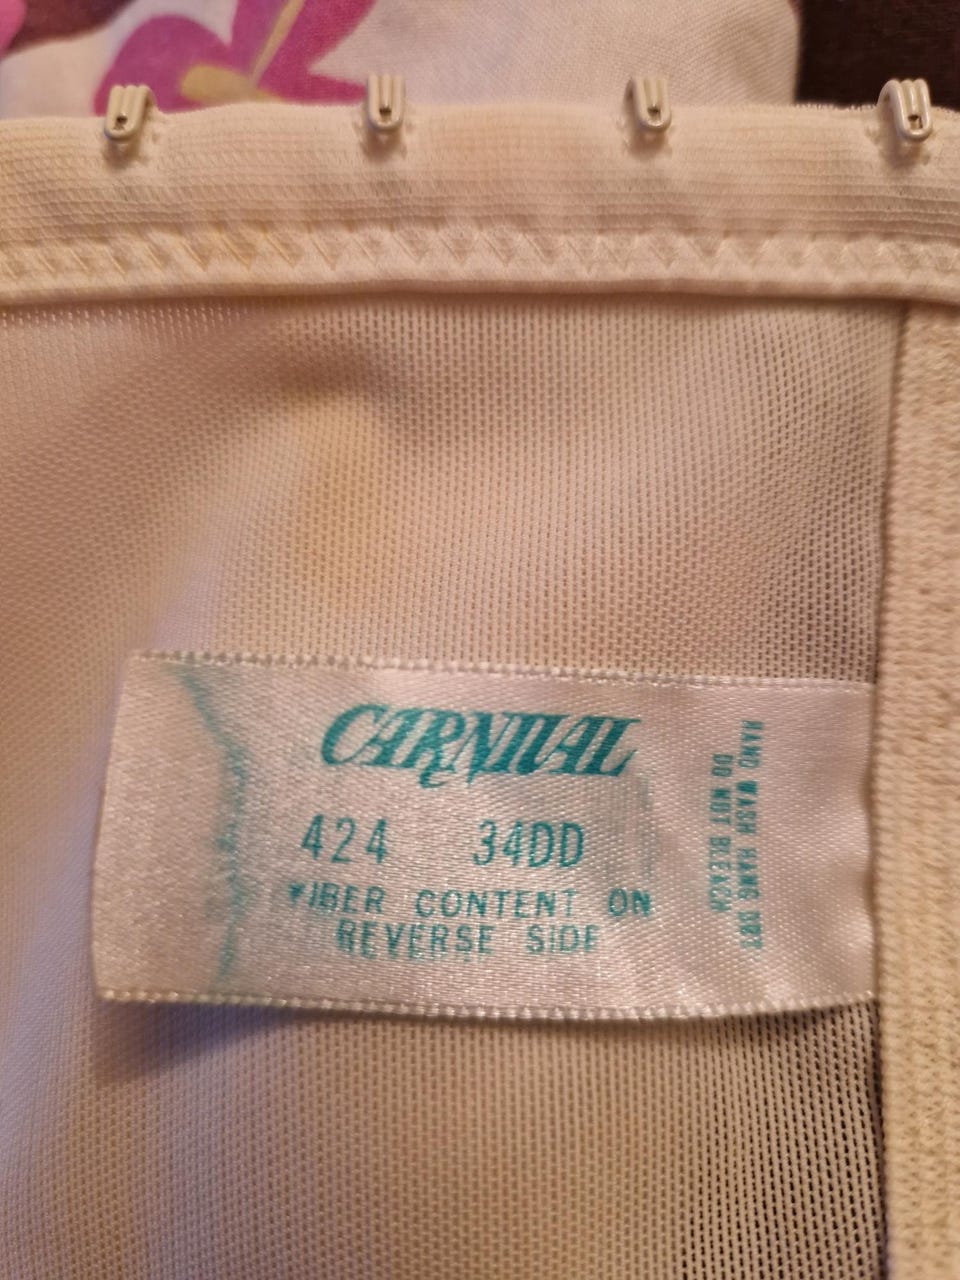 CARNIVAL
424 34DD
FIBER CONTENT ON
REVERSE SIDE
HAND WASH HANG DRY
DO NOT BLEACH